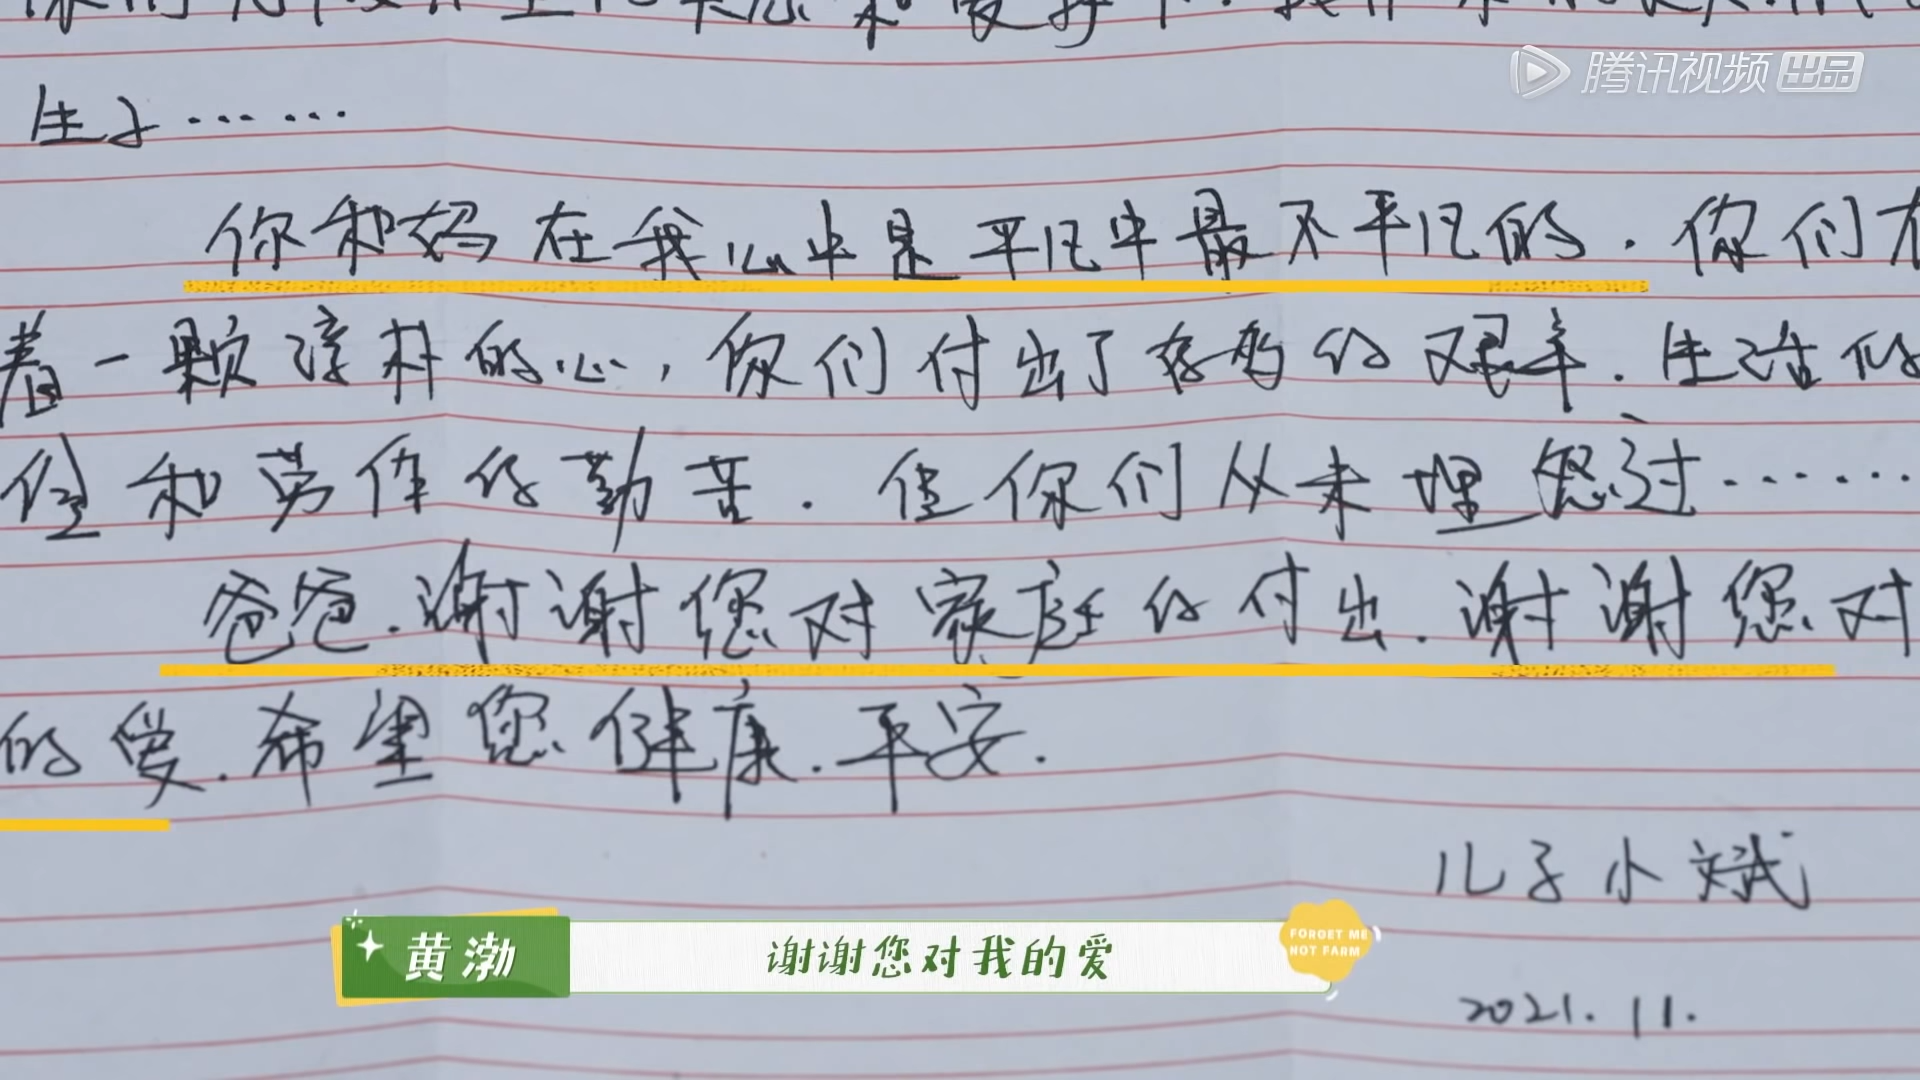 腾讯视频 出品
生上……
你和妈在我心中是平凡中最不平凡的.你们
着一颗淳朴的心,你们付出了存哲的艰辛.生活的
和劳作的勤苦.但你们从未埋怨过……
爸爸.谢谢您对家庭的付出.谢谢您对
的爱.希望您健康.平安.
儿子小斌
2021.11.
黄渤
谢谢您对我的爱
FORGET ME
NOT FARM